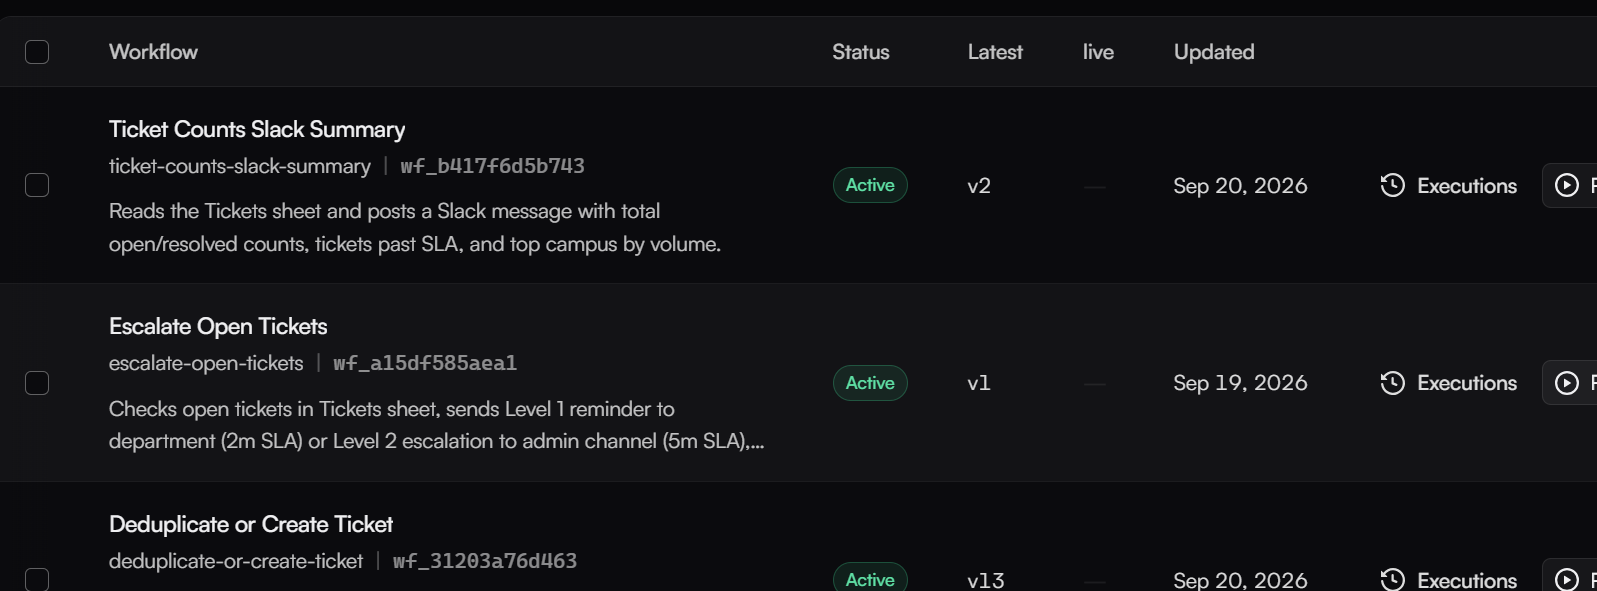 Workflow Status Latest live Updated
Ticket Counts Slack Summary
ticket-counts-slack-summary | wf_b417f6d5b743
Reads the Tickets sheet and posts a Slack message with total
open/resolved counts, tickets past SLA, and top campus by volume.
Active v2 — Sep 20, 2026 Executions
Escalate Open Tickets
escalate-open-tickets | wf_a15df585aea1
Checks open tickets in Tickets sheet, sends Level 1 reminder to
department (2m SLA) or Level 2 escalation to admin channel (5m SLA),...
Active v1 — Sep 19, 2026 Executions
Deduplicate or Create Ticket
deduplicate-or-create-ticket | wf_31203a76d463
Active v13 — Sep 20, 2026 Executions